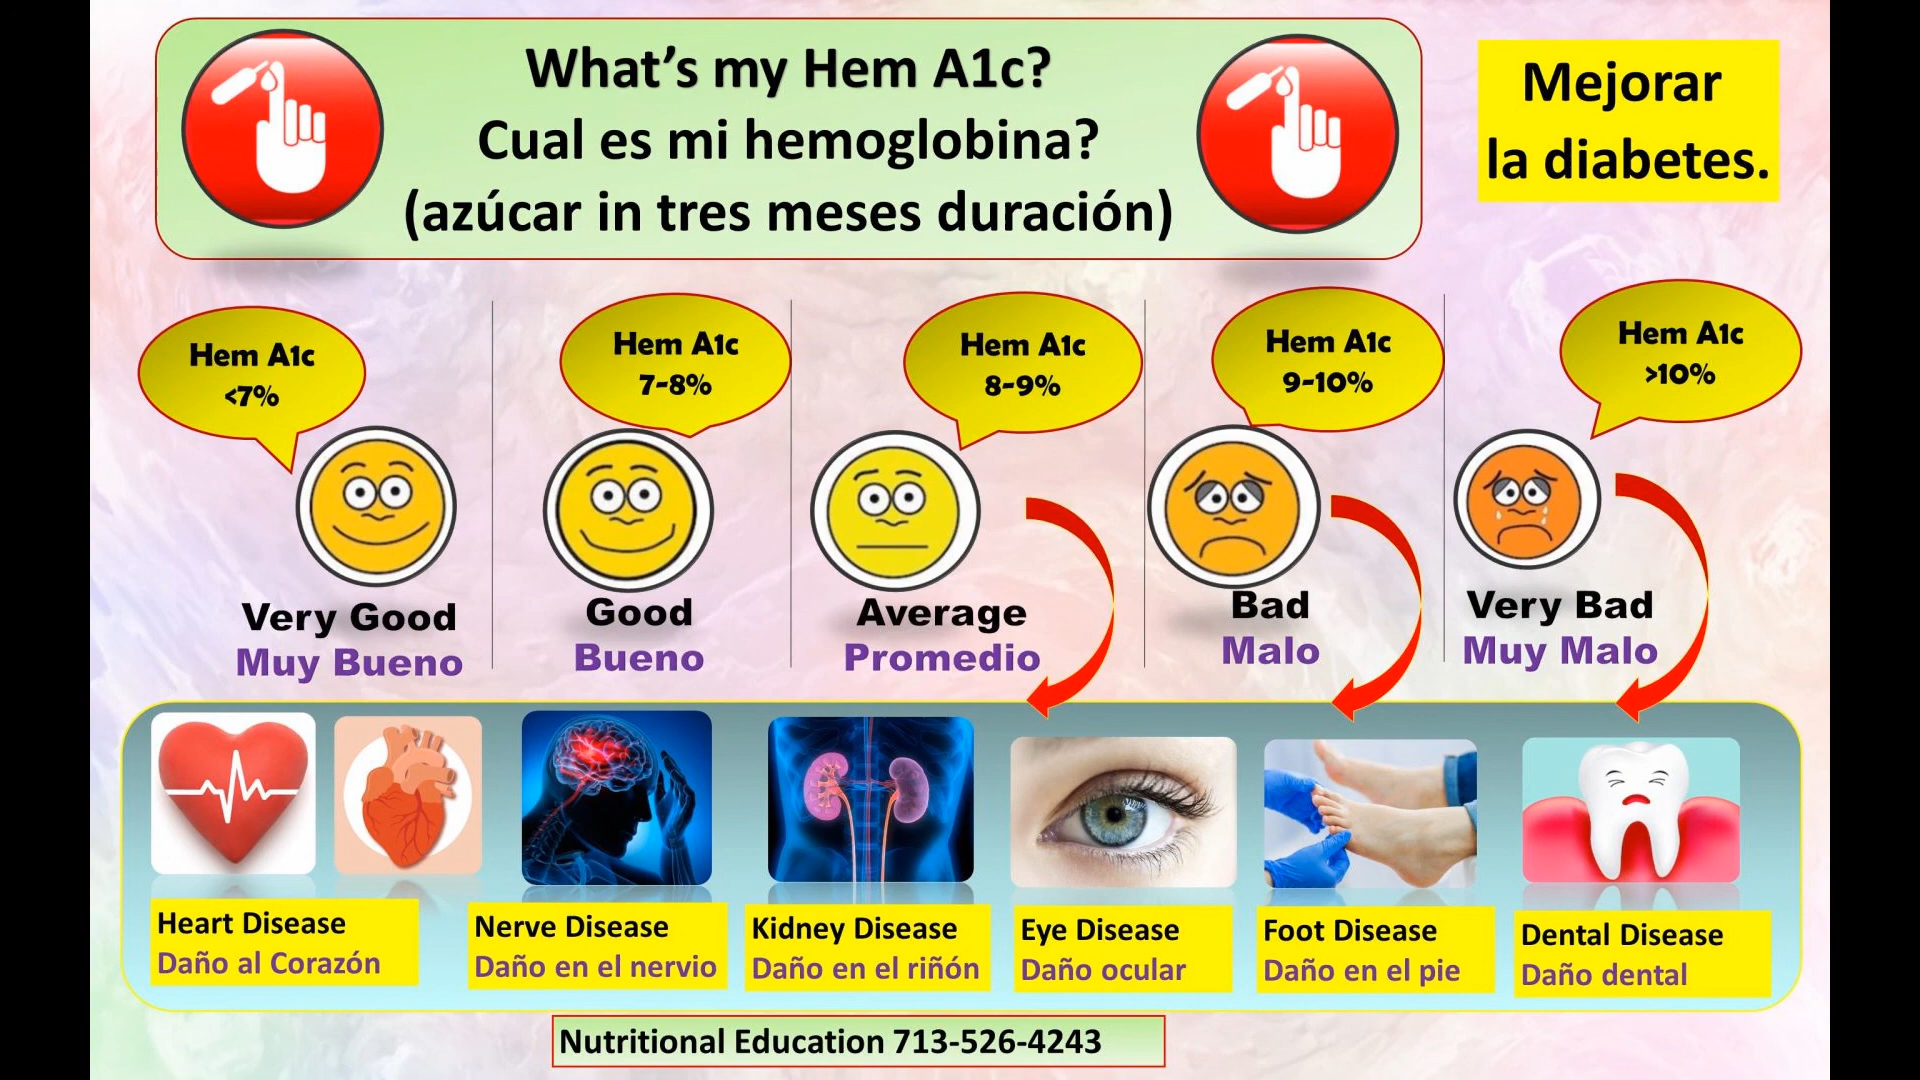 What's my Hem A1c?
Cual es mi hemoglobina?
(azúcar in tres meses duración)
Mejorar
la diabetes.
Hem A1c
<7%
Hem A1c
7-8%
Hem A1c
8-9%
Hem A1c
9-10%
Hem A1c
>10%
Very Good
Muy Bueno
Good
Bueno
Average
Promedio
Bad
Malo
Very Bad
Muy Malo
Heart Disease
Daño al Corazón
Nerve Disease
Daño en el nervio
Kidney Disease
Daño en el riñón
Eye Disease
Daño ocular
Foot Disease
Daño en el pie
Dental Disease
Daño dental
Nutritional Education 713-526-4243